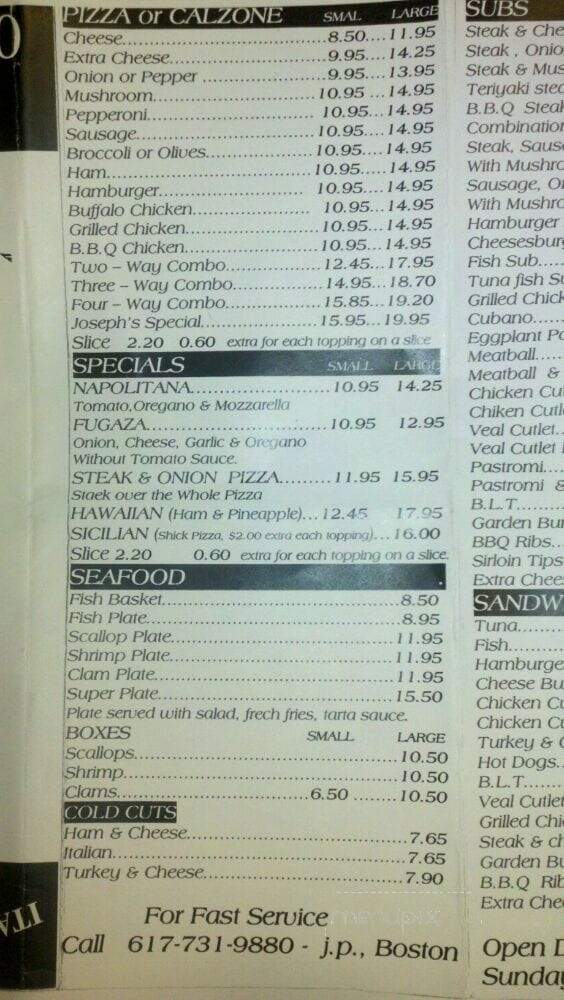 PIZZA or CALZONE SMAL LARGE
Cheese..........................8.50....11.95
Extra Cheese....................9.95....14.25
Onion or Pepper ................9.95....13.95
Mushroom........................10.95 ...14.95
Pepperoni....................... 10.95...14.95
Sausage.........................10.95....14.95
Broccoli or Olives..............10.95....14.95
Ham.............................10.95.....14.95
Hamburger....................... 10.95....14.95
Buffalo Chicken................. 10.95...14.95
Grilled Chicken.................10.95....14.95
B.B.Q Chicken...................10.95...14.95
Two – Way Combo.................12.45...17.95
Three – Way Combo...............14.95...18.70
Four – Way Combo................15.85...19.20
Joseph's Special................15.95...19.95
Slice 2.20 0.60 extra for each topping on a slice
SPECIALS SMALL LARGE
NAPOLITANA......................10.95 14.25
Tomato,Oregano & Mozzarella
FUGAZA..........................10.95 12.95
Onion, Cheese, Garlic & Oregano
Without Tomato Sauce.
STEAK & ONION PIZZA.........11.95 15.95
Staek over the Whole Pizza
HAWAIIAN (Ham & Pineapple)...12.45 17.95
SICILIAN (Shick Pizza, $2.00 extra each topping)...16.00
Slice 2.20 0.60 extra for each topping on a slice.
SEAFOOD
Fish Basket.....................................8.50
Fish Plate......................................8.95
Scallop Plate...................................11.95
Shrimp Plate....................................11.95
Clam Plate......................................11.95
Super Plate.....................................15.50
Plate served with salad, frech fries, tarta sauce.
BOXES SMALL LARGE
Scallops........................................10.50
Shrimp..........................................10.50
Clams...........................6.50 ........10.50
COLD CUTS
Ham & Cheese....................................7.65
Italian.........................................7.65
Turkey & Cheese.................................7.90
For Fast Service
Call 617-731-9880 - j.p., Boston
menupix
SUBS
Steak & Che
Steak , Onio
Steak & Mus
Teriyaki stea
B.B.Q Steak
Combination
Steak, Saus
With Mushro
Sausage, O
With Mushro
Hamburger
Cheesesburg
Fish Sub.....
Tuna fish Su
Grilled Chick
Cubano.......
Eggplant Pa
Meatball.....
Meatball &
Chicken Cut
Chiken Cutl
Veal Cutlet..
Veal Cutlet
Pastromi....
Pastromi &
B.L.T........
Garden Bur
BBQ Ribs...
Sirloin Tips
Extra Chee
SANDW
Tuna........
Fish........
Hamburge
Cheese Bu
Chicken Cu
Chicken Cu
Turkey & C
Hot Dogs..
B.L.T.......
Veal Cutlet
Grilled Chi
Steak & ch
Garden Bu
B.B.Q Rib
Extra Chee
Open D
Sunday
ITA